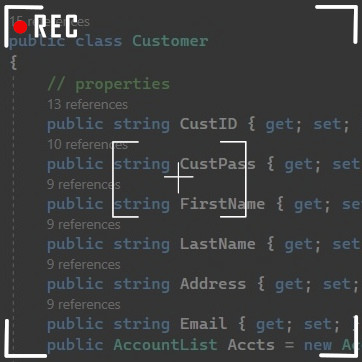 15 references
REC
public class Customer
{
// properties
13 references
public string CustID { get; set;
10 references
public string CustPass { get; set
9 references
public string FirstName { get; se
9 references
public string LastName { get; set
9 references
public string Address { get; set;
9 references
public string Email { get; set; }
public AccountList Accts = new Ac